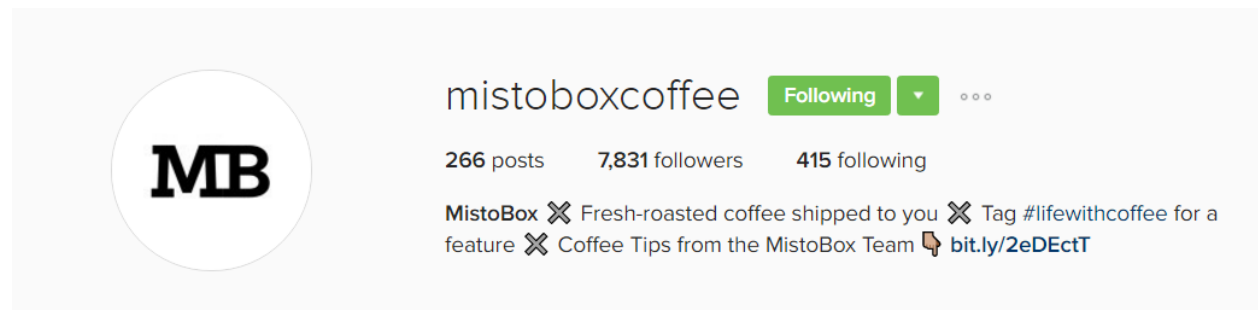 MB
mistoboxcoffee Following
266 posts 7,831 followers 415 following
MistoBox ✖ Fresh-roasted coffee shipped to you ✖ Tag #lifewithcoffee for a
feature ✖ Coffee Tips from the MistoBox Team 👇🏽 bit.ly/2eDEctT